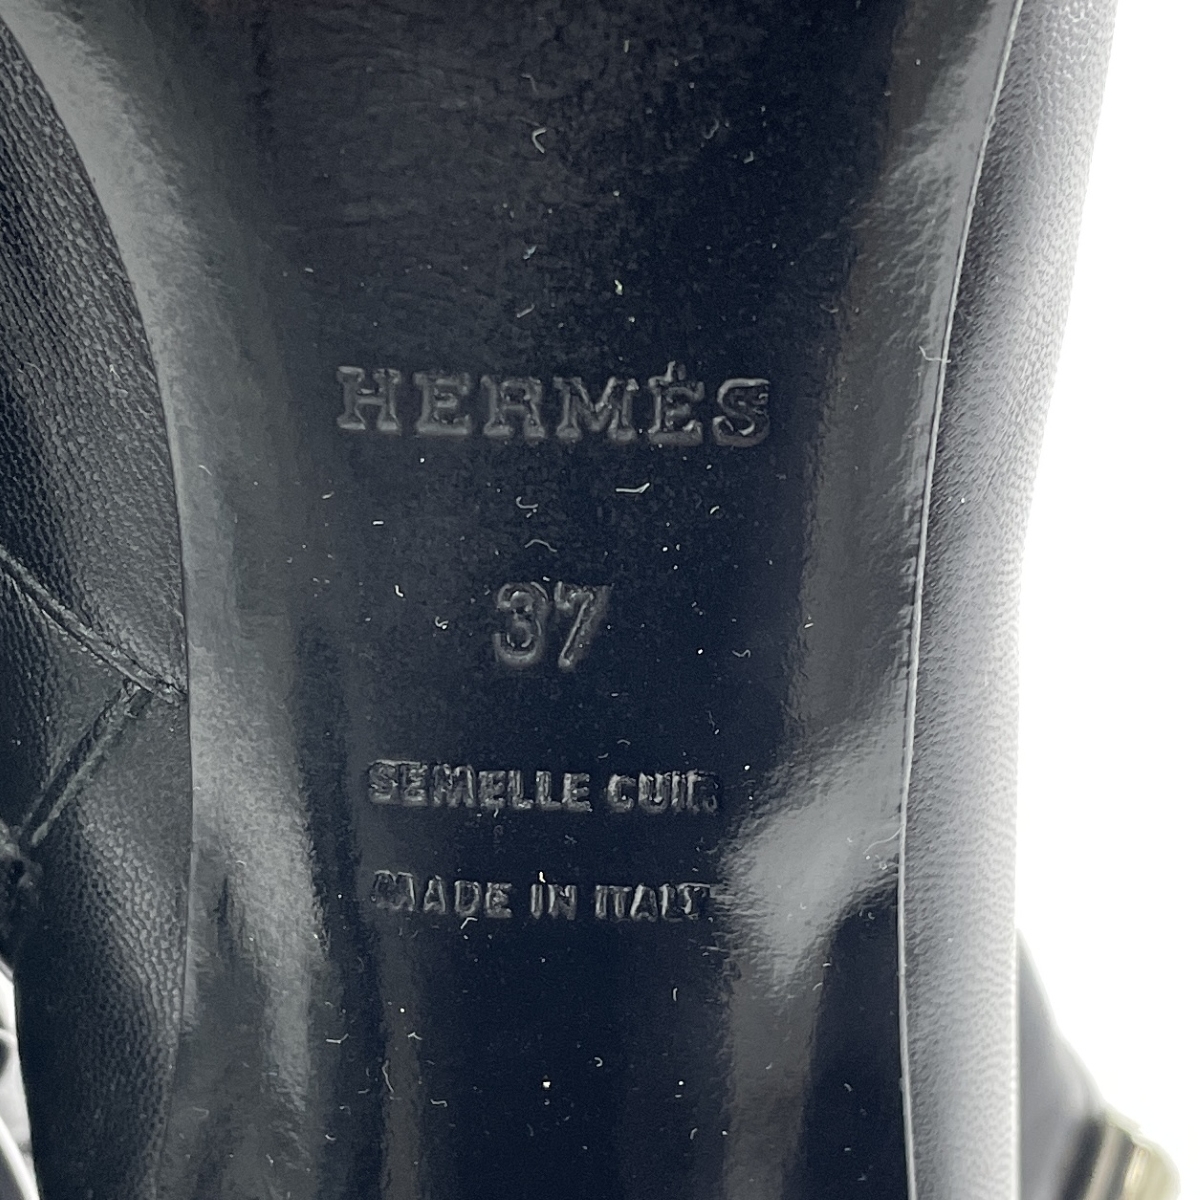 HERMÈS
37
SEMELLE CUIR
MADE IN ITALY